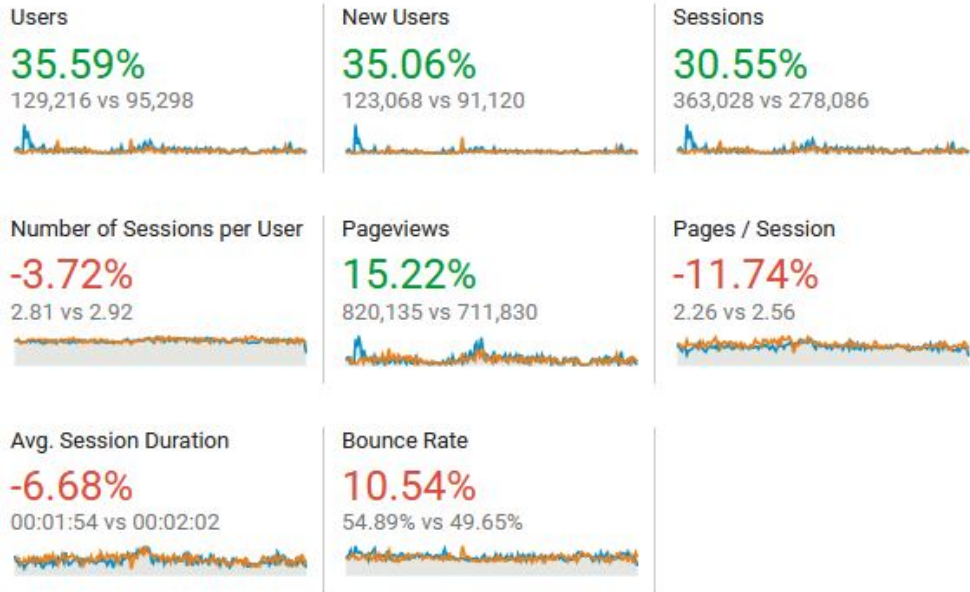 Users
35.59%
129,216 vs 95,298
New Users
35.06%
123,068 vs 91,120
Sessions
30.55%
363,028 vs 278,086
Number of Sessions per User
-3.72%
2.81 vs 2.92
Pageviews
15.22%
820,135 vs 711,830
Pages / Session
-11.74%
2.26 vs 2.56
Avg. Session Duration
-6.68%
00:01:54 vs 00:02:02
Bounce Rate
10.54%
54.89% vs 49.65%